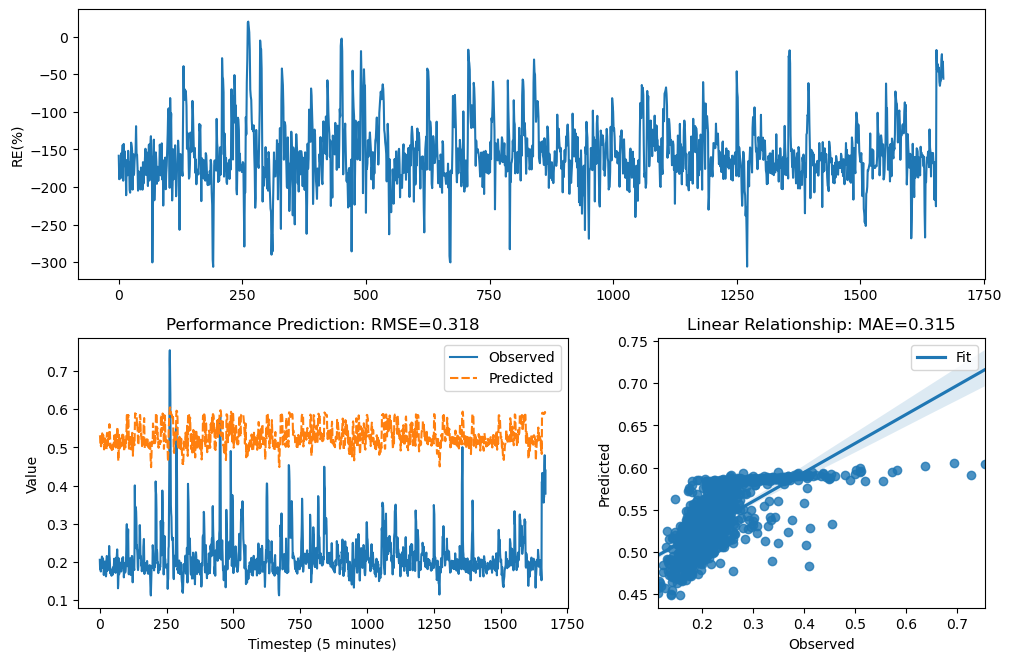 0
−50
−100
−150
−200
−250
−300
RE(%)
0 250 500 750 1000 1250 1500 1750
Performance Prediction: RMSE=0.318
Observed
Predicted
0.7
0.6
0.5
0.4
0.3
0.2
0.1
Value
0 250 500 750 1000 1250 1500 1750
Timestep (5 minutes)
Linear Relationship: MAE=0.315
Fit
0.75
0.70
0.65
0.60
0.55
0.50
0.45
Predicted
0.2 0.3 0.4 0.5 0.6 0.7
Observed